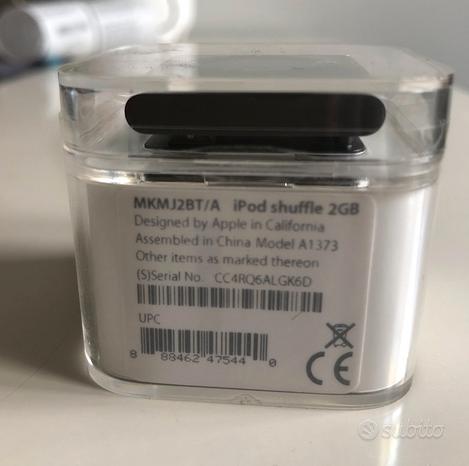 MKMJ2BT/A iPod shuffle 2GB
Designed by Apple in California
Assembled in China Model A1373
Other items as marked thereon
(S)Serial No. CC4RQ6ALGK6D
UPC
8 88462 47544 0
CE
subito